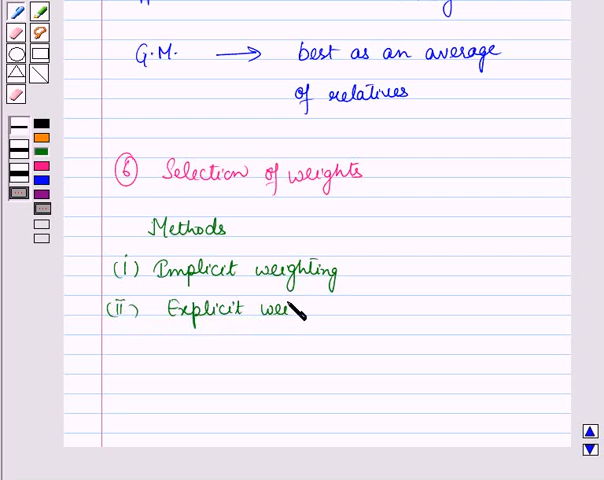 G.M. → best as an average
of relatives
⑥ Selection of weights
Methods
(i) Implicit weighting
(ii) Explicit wei